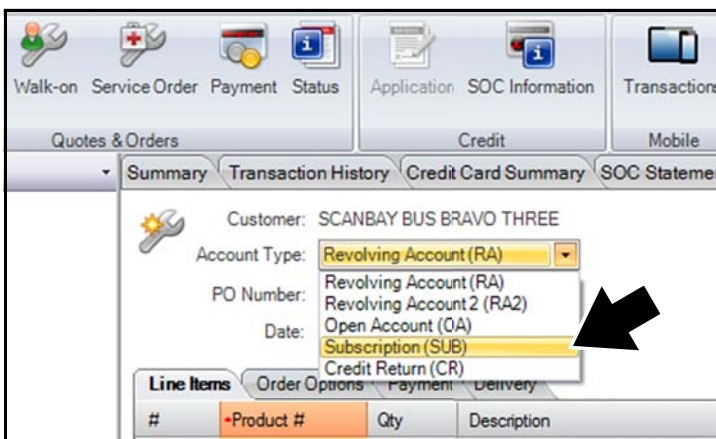 Walk-on Service Order Payment Status Application SOC Information Transactions
Quotes & Orders Credit Mobile
Summary Transaction History Credit Card Summary SOC Stateme
Customer: SCANBAY BUS BRAVO THREE
Account Type: Revolving Account (RA)
Revolving Account (RA)
PO Number: Revolving Account 2 (RA2)
Open Account (OA)
Date: Subscription (SUB)
Credit Return (CR)
Line Items Order Options Payment Delivery
# Product # Qty Description